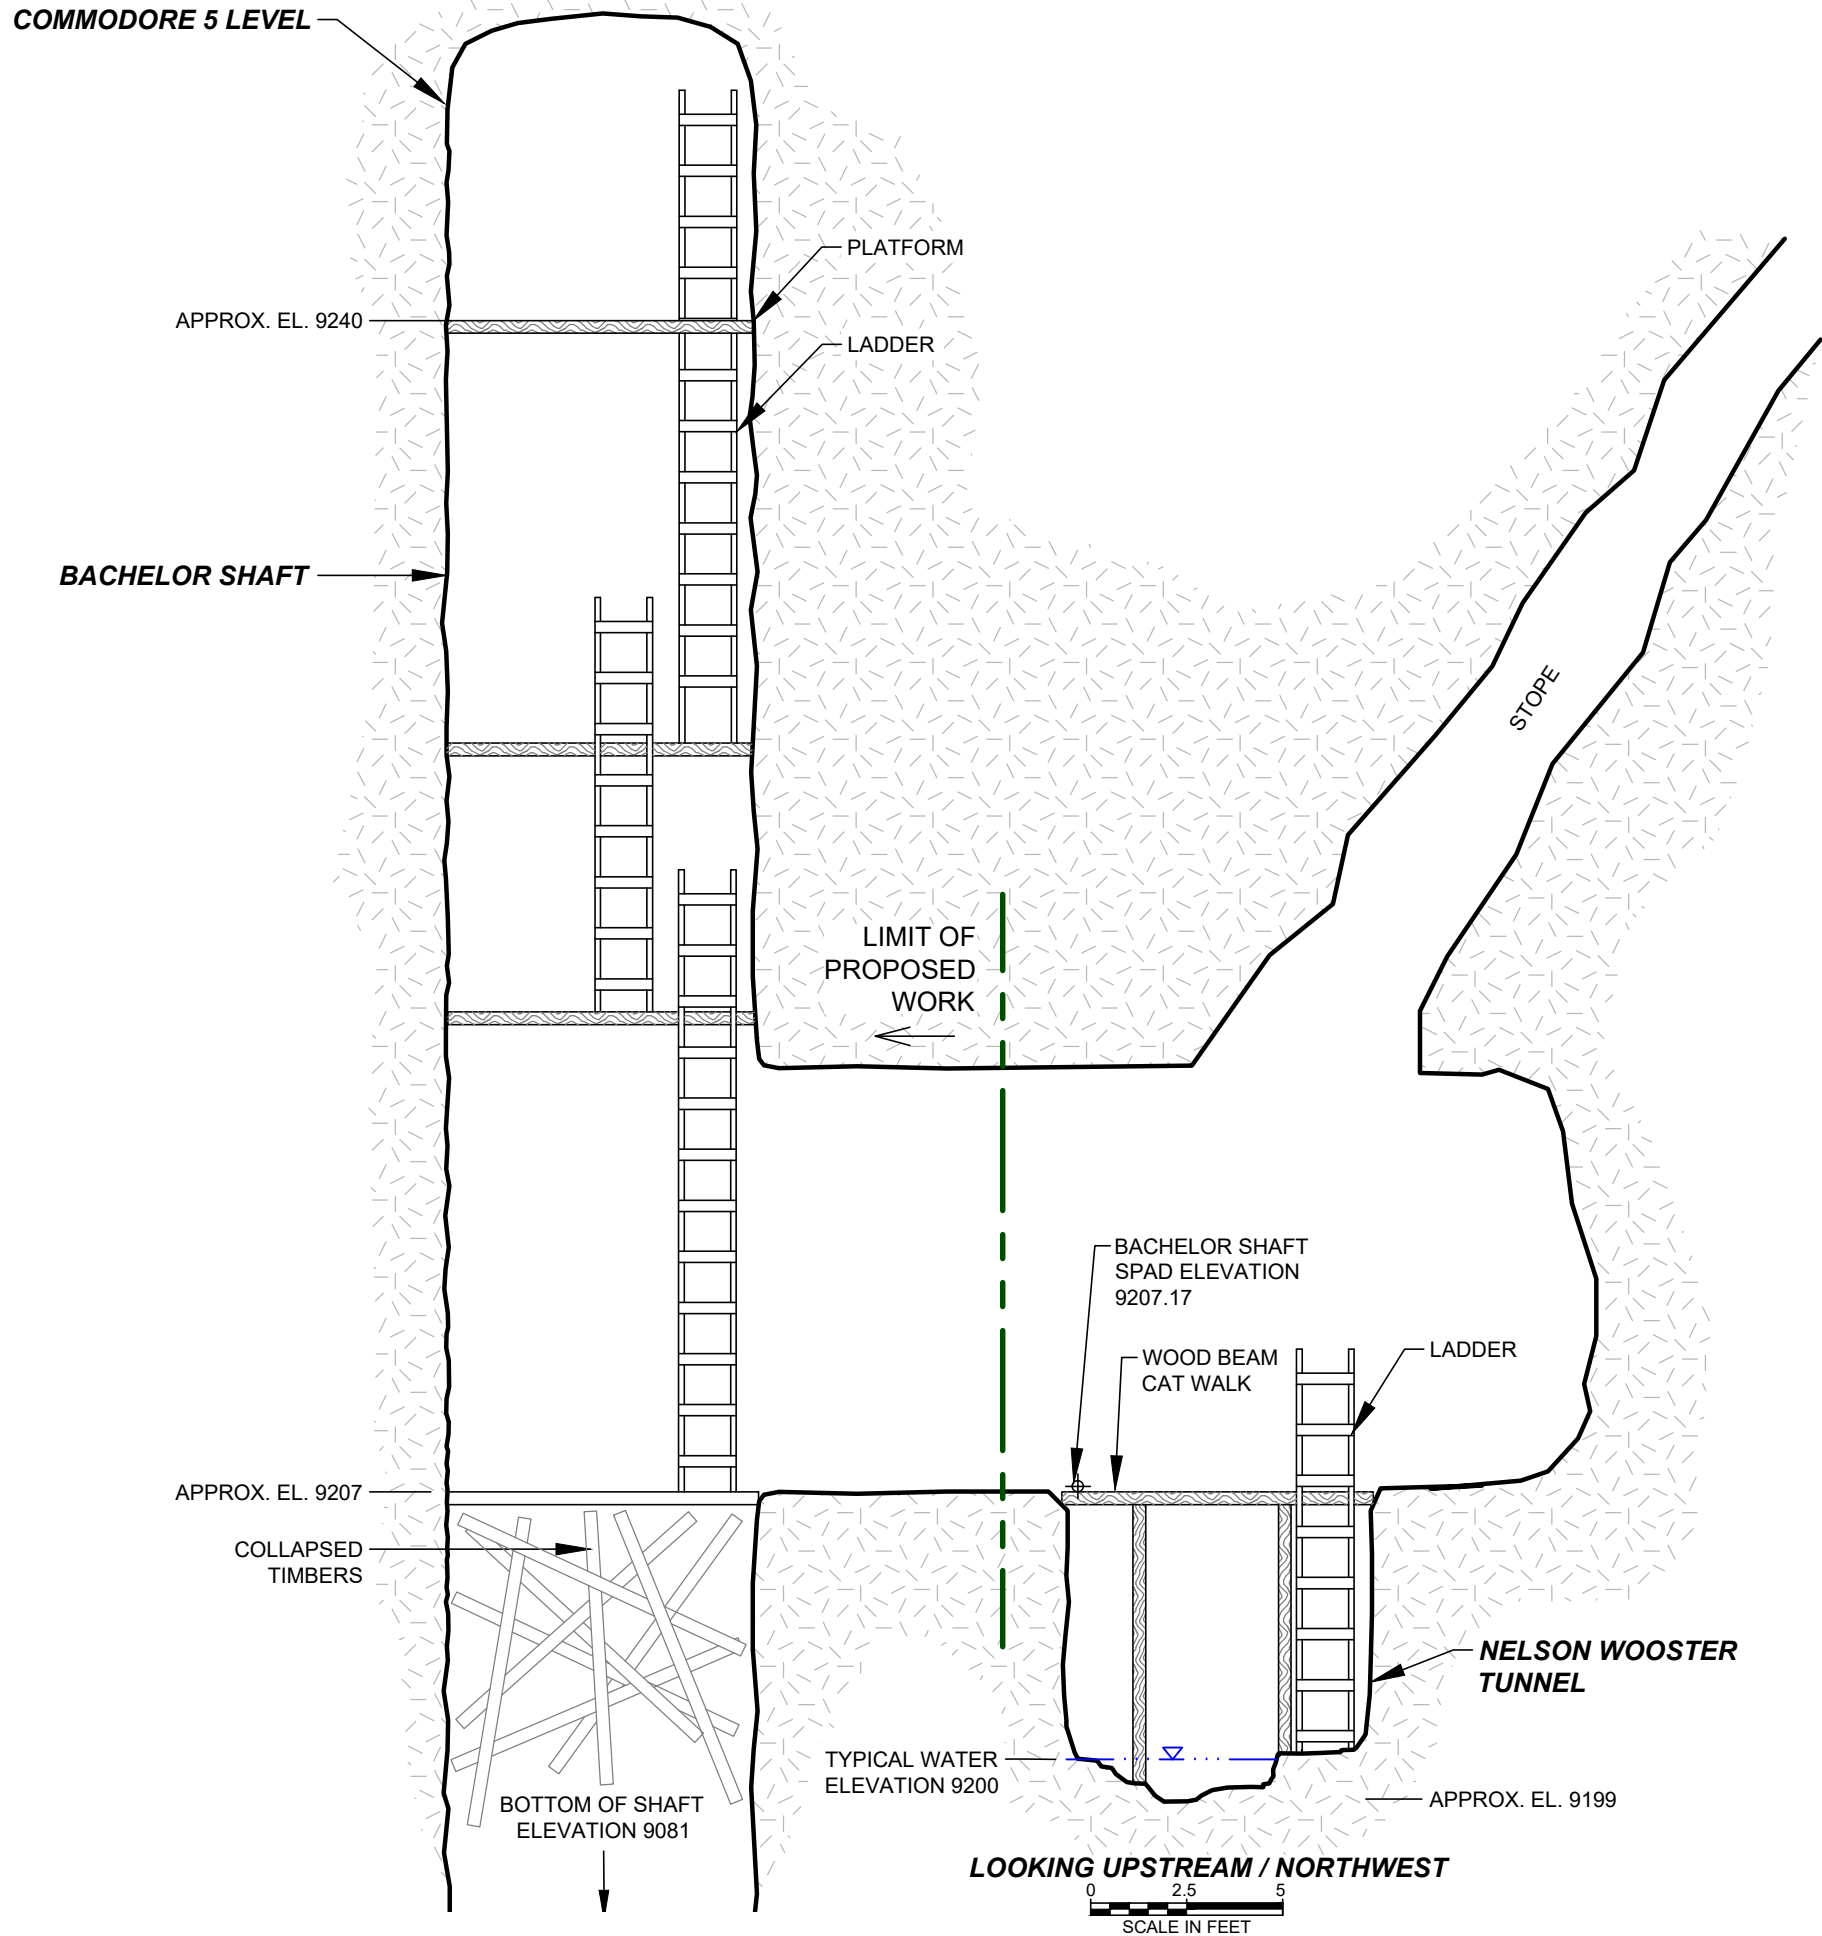 COMMODORE 5 LEVEL
PLATFORM
APPROX. EL. 9240
LADDER
BACHELOR SHAFT
STOPE
LIMIT OF
PROPOSED
WORK
BACHELOR SHAFT
SPAD ELEVATION
9207.17
WOOD BEAM
CAT WALK
LADDER
APPROX. EL. 9207
COLLAPSED
TIMBERS
NELSON WOOSTER
TUNNEL
TYPICAL WATER
ELEVATION 9200
BOTTOM OF SHAFT
ELEVATION 9081
APPROX. EL. 9199
LOOKING UPSTREAM / NORTHWEST
0 2.5 5
SCALE IN FEET